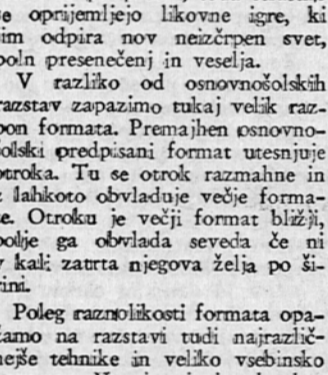 se oprijemljejo likovne igre, ki
jim odpira nov neizčrpen svet,
poln presenečenj in veselja.
V razliko od osnovnošolskih
razstav zapazimo tukaj velik raz-
pon formata. Premajhen osnovno-
šolski predpisani format utesnjuje
otroka. Tu se otrok razmahne in
z lahkoto obvladuje večje forma-
te. Otroku je večji format bližji,
bolje ga obvlada seveda če ni
v kali zatrta njegova želja po ši-
rini.
Poleg raznolikosti formata opa-
žamo na razstavi tudi najrazlič-
nejše tehnike in veliko vsebinsko